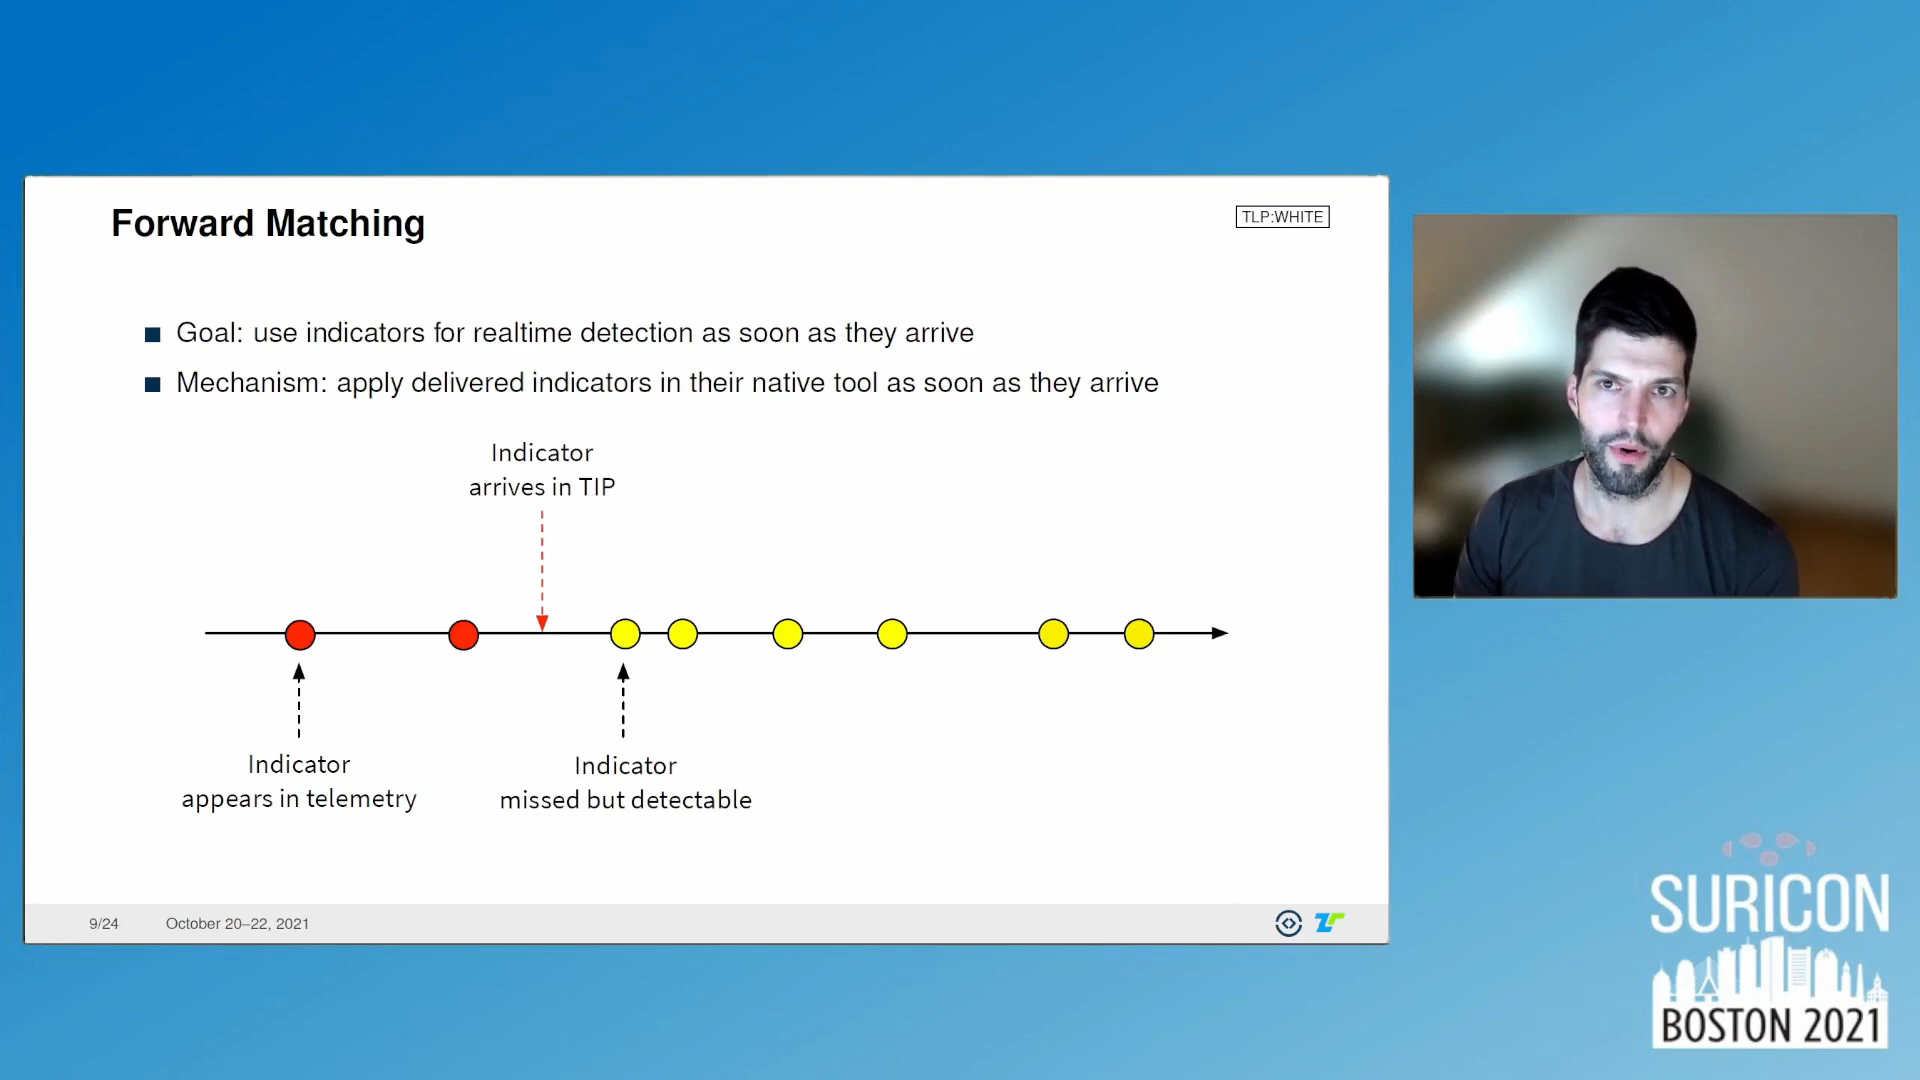 Forward Matching
TLP:WHITE
Goal: use indicators for realtime detection as soon as they arrive
Mechanism: apply delivered indicators in their native tool as soon as they arrive
Indicator
arrives in TIP
Indicator
appears in telemetry
Indicator
missed but detectable
9/24
October 20–22, 2021
SURICON
BOSTON 2021